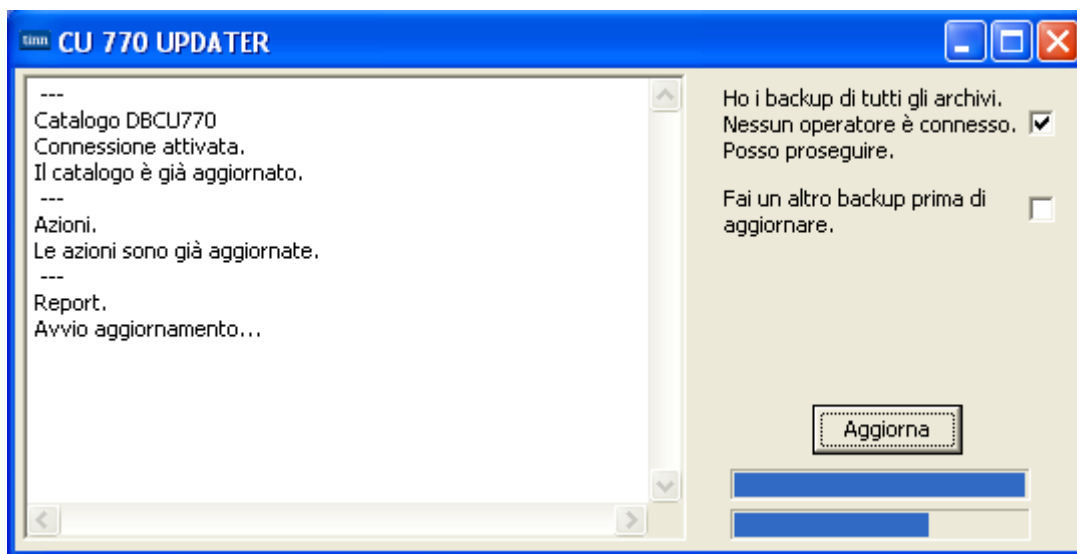 tinn CU 770 UPDATER
---
Catalogo DBCU770
Connessione attivata.
Il catalogo è già aggiornato.
---
Azioni.
Le azioni sono già aggiornate.
---
Report.
Avvio aggiornamento...
Ho i backup di tutti gli archivi.
Nessun operatore è connesso.
Posso proseguire.
Fai un altro backup prima di
aggiornare.
Aggiorna